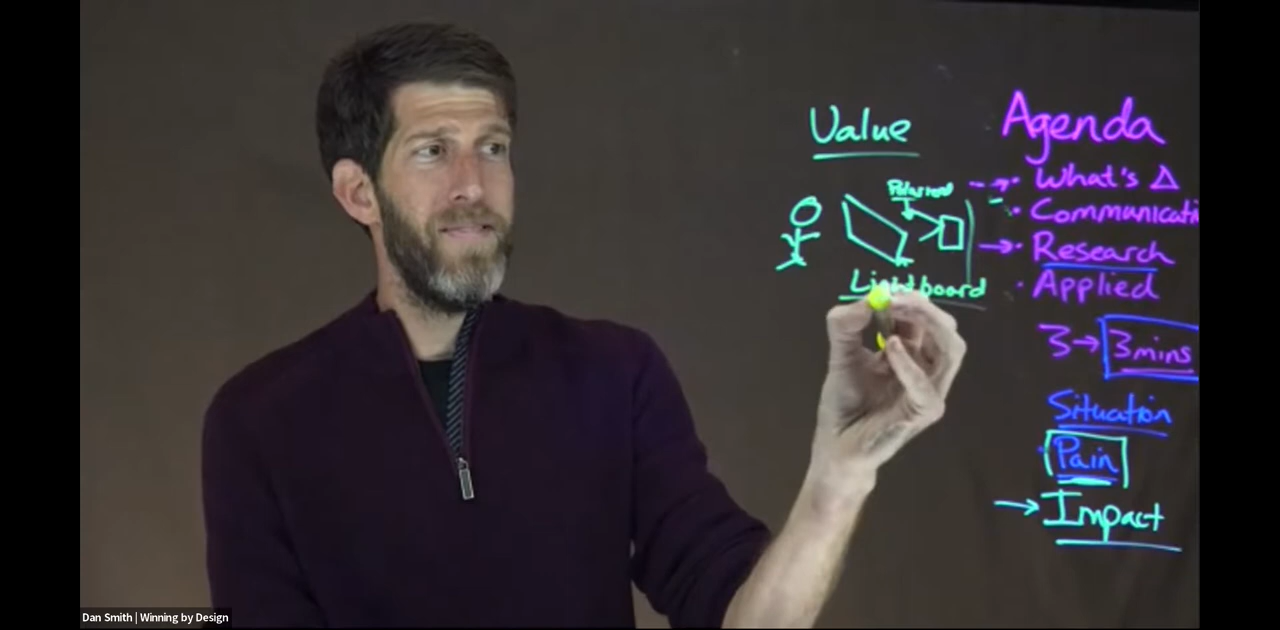 Value
Polarized
Lightboard
Agenda
What's Δ
Communicati
Research
Applied
3→3mins
Situation
Pain
Impact
Dan Smith | Winning by Design